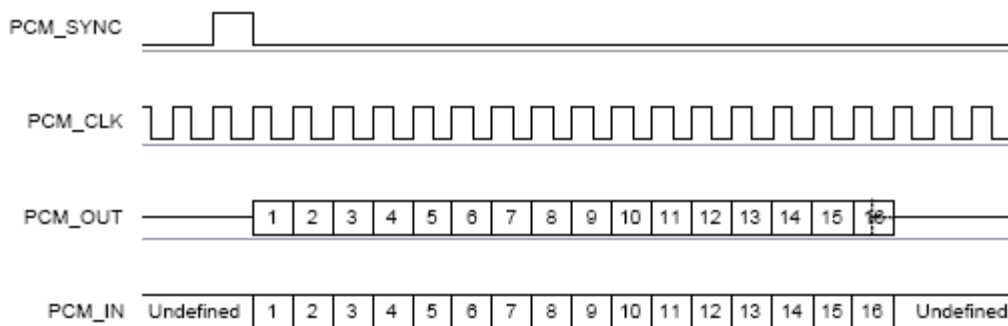 PCM_SYNC
PCM_CLK
PCM_OUT 1 2 3 4 5 6 7 8 9 10 11 12 13 14 15 16
PCM_IN Undefined 1 2 3 4 5 6 7 8 9 10 11 12 13 14 15 16 Undefined